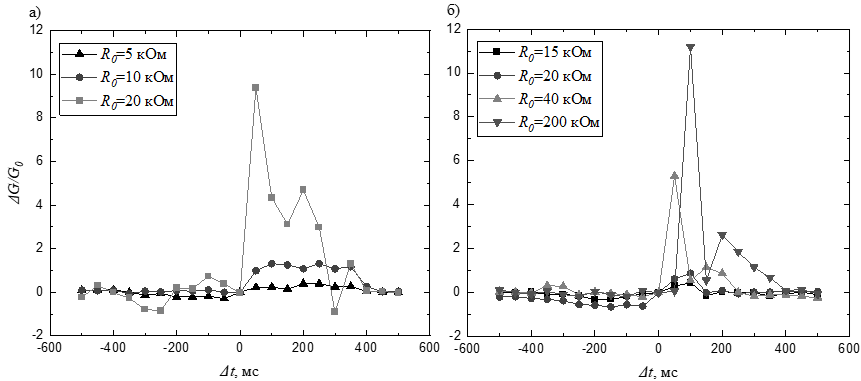 а)
12
10
8
6
4
2
0
-2
ΔG/G0
R0=5 кОм
R0=10 кОм
R0=20 кОм
-600 -400 -200 0 200 400 600
Δt, мс
б)
12
10
8
6
4
2
0
-2
R0=15 кОм
R0=20 кОм
R0=40 кОм
R0=200 кОм
-600 -400 -200 0 200 400 600
Δt, мс